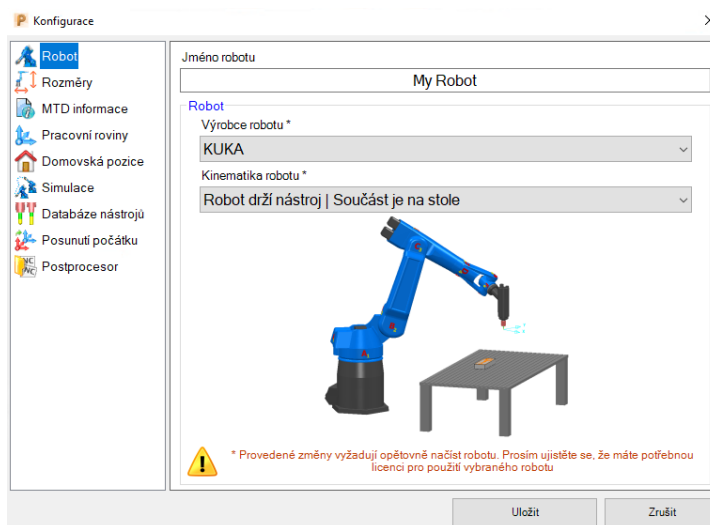 Konfigurace
Robot
Rozměry
MTD informace
Pracovní roviny
Domovská pozice
Simulace
Databáze nástrojů
Posunutí počátku
Postprocesor
Jméno robotu
My Robot
Robot
Výrobce robotu *
KUKA
Kinematika robotu *
Robot drží nástroj | Součást je na stole
* Provedené změny vyžadují opětovně načíst robotu. Prosím ujistěte se, že máte potřebnou
licenci pro použití vybraného robotu
Uložit
Zrušit